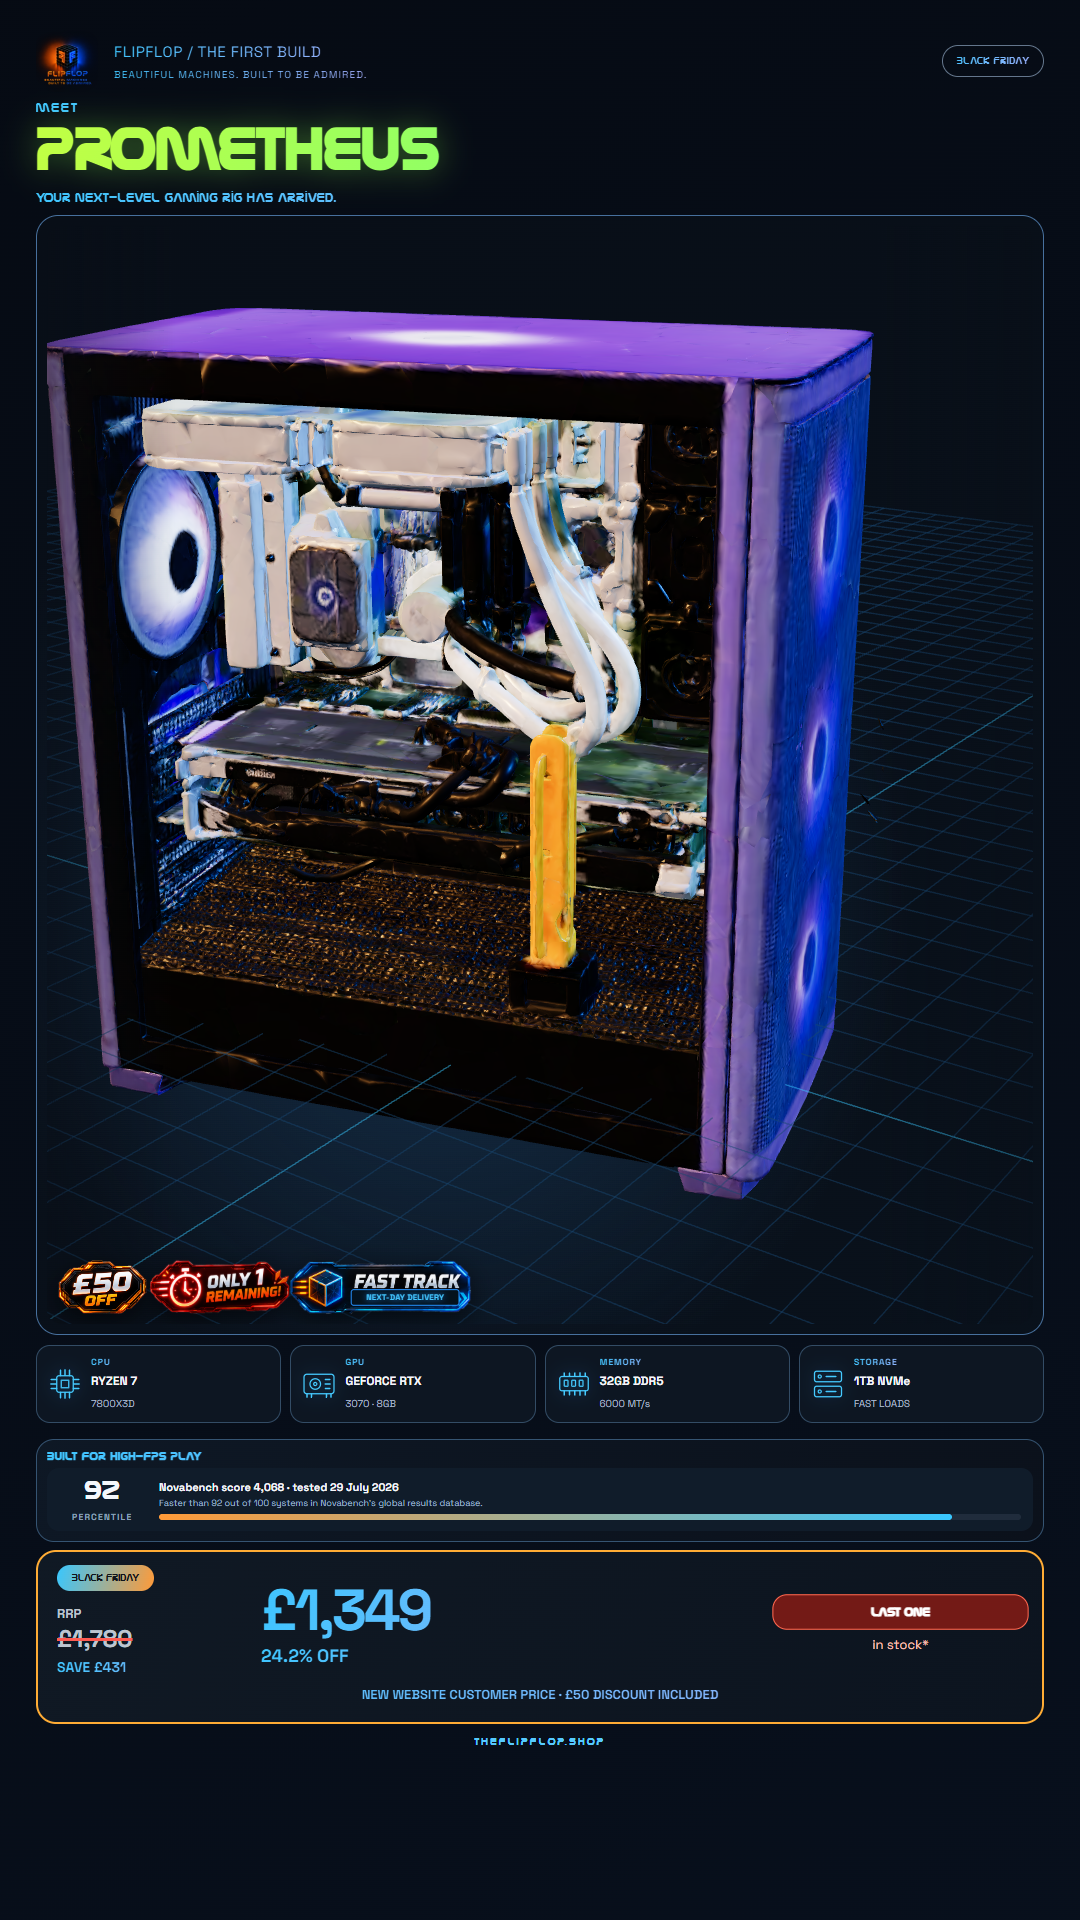 FLIPFLOP
FLIPFLOP / THE FIRST BUILD
BEAUTIFUL MACHINES. BUILT TO BE ADMIRED.
BLACK FRIDAY
MEET
PROMETHEUS
YOUR NEXT-LEVEL GAMING RIG HAS ARRIVED.
£50
OFF
ONLY 1
REMAINING!
FAST TRACK
NEXT-DAY DELIVERY
CPU
RYZEN 7
7800X3D
GPU
GEFORCE RTX
3070 · 8GB
MEMORY
32GB DDR5
6000 MT/s
STORAGE
1TB NVMe
FAST LOADS
BUILT FOR HIGH-FPS PLAY
92
PERCENTILE
Novabench score 4,068 · tested 29 July 2026
Faster than 92 out of 100 systems in Novabench's global results database.
BLACK FRIDAY
RRP
£1,780
SAVE £431
£1,349
24.2% OFF
LAST ONE
in stock*
NEW WEBSITE CUSTOMER PRICE · £50 DISCOUNT INCLUDED
THEFLIPFLOP.SHOP